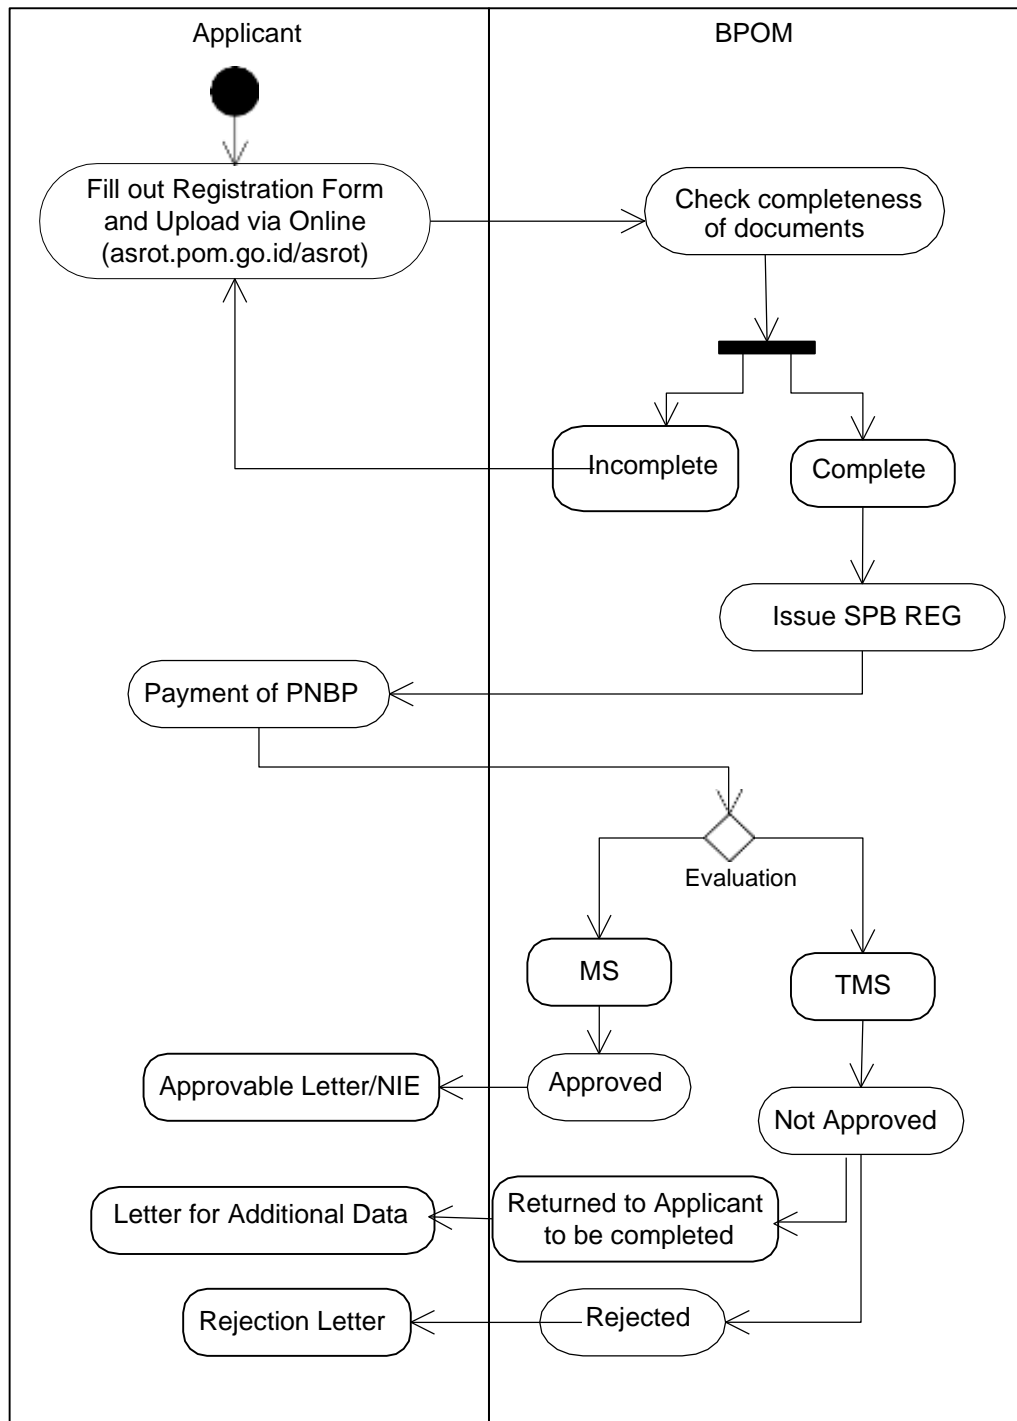 Applicant
BPOM
Fill out Registration Form
and Upload via Online
(asrot.pom.go.id/asrot)
Check completeness
of documents
Incomplete
Complete
Issue SPB REG
Payment of PNBP
Evaluation
MS
TMS
Approvable Letter/NIE
Approved
Not Approved
Letter for Additional Data
Returned to Applicant
to be completed
Rejection Letter
Rejected